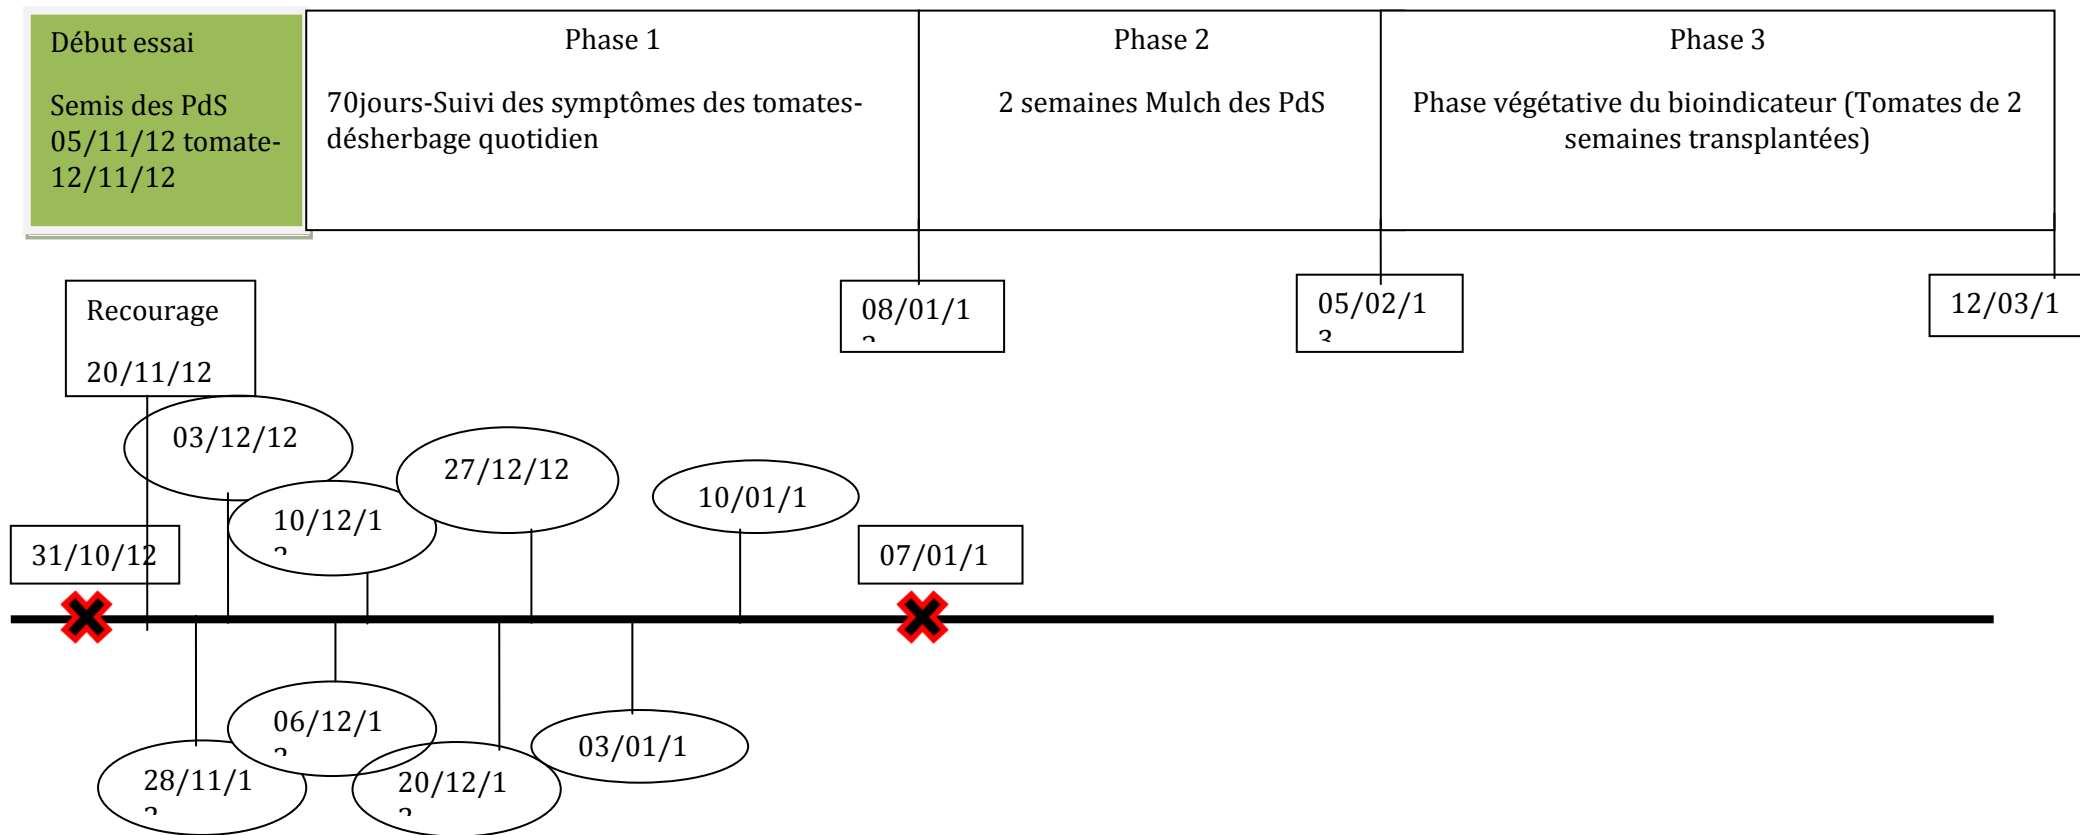 Début essai
Semis des PdS
05/11/12 tomate-
12/11/12
Phase 1
70jours-Suivi des symptômes des tomates-
désherbage quotidien
Phase 2
2 semaines Mulch des PdS
Phase 3
Phase végétative du bioindicateur (Tomates de 2
semaines transplantées)
Recourage
20/11/12
08/01/1
05/02/1
3
12/03/1
03/12/12
27/12/12
10/12/1
10/01/1
31/10/12
07/01/1
06/12/1
03/01/1
28/11/1
20/12/1